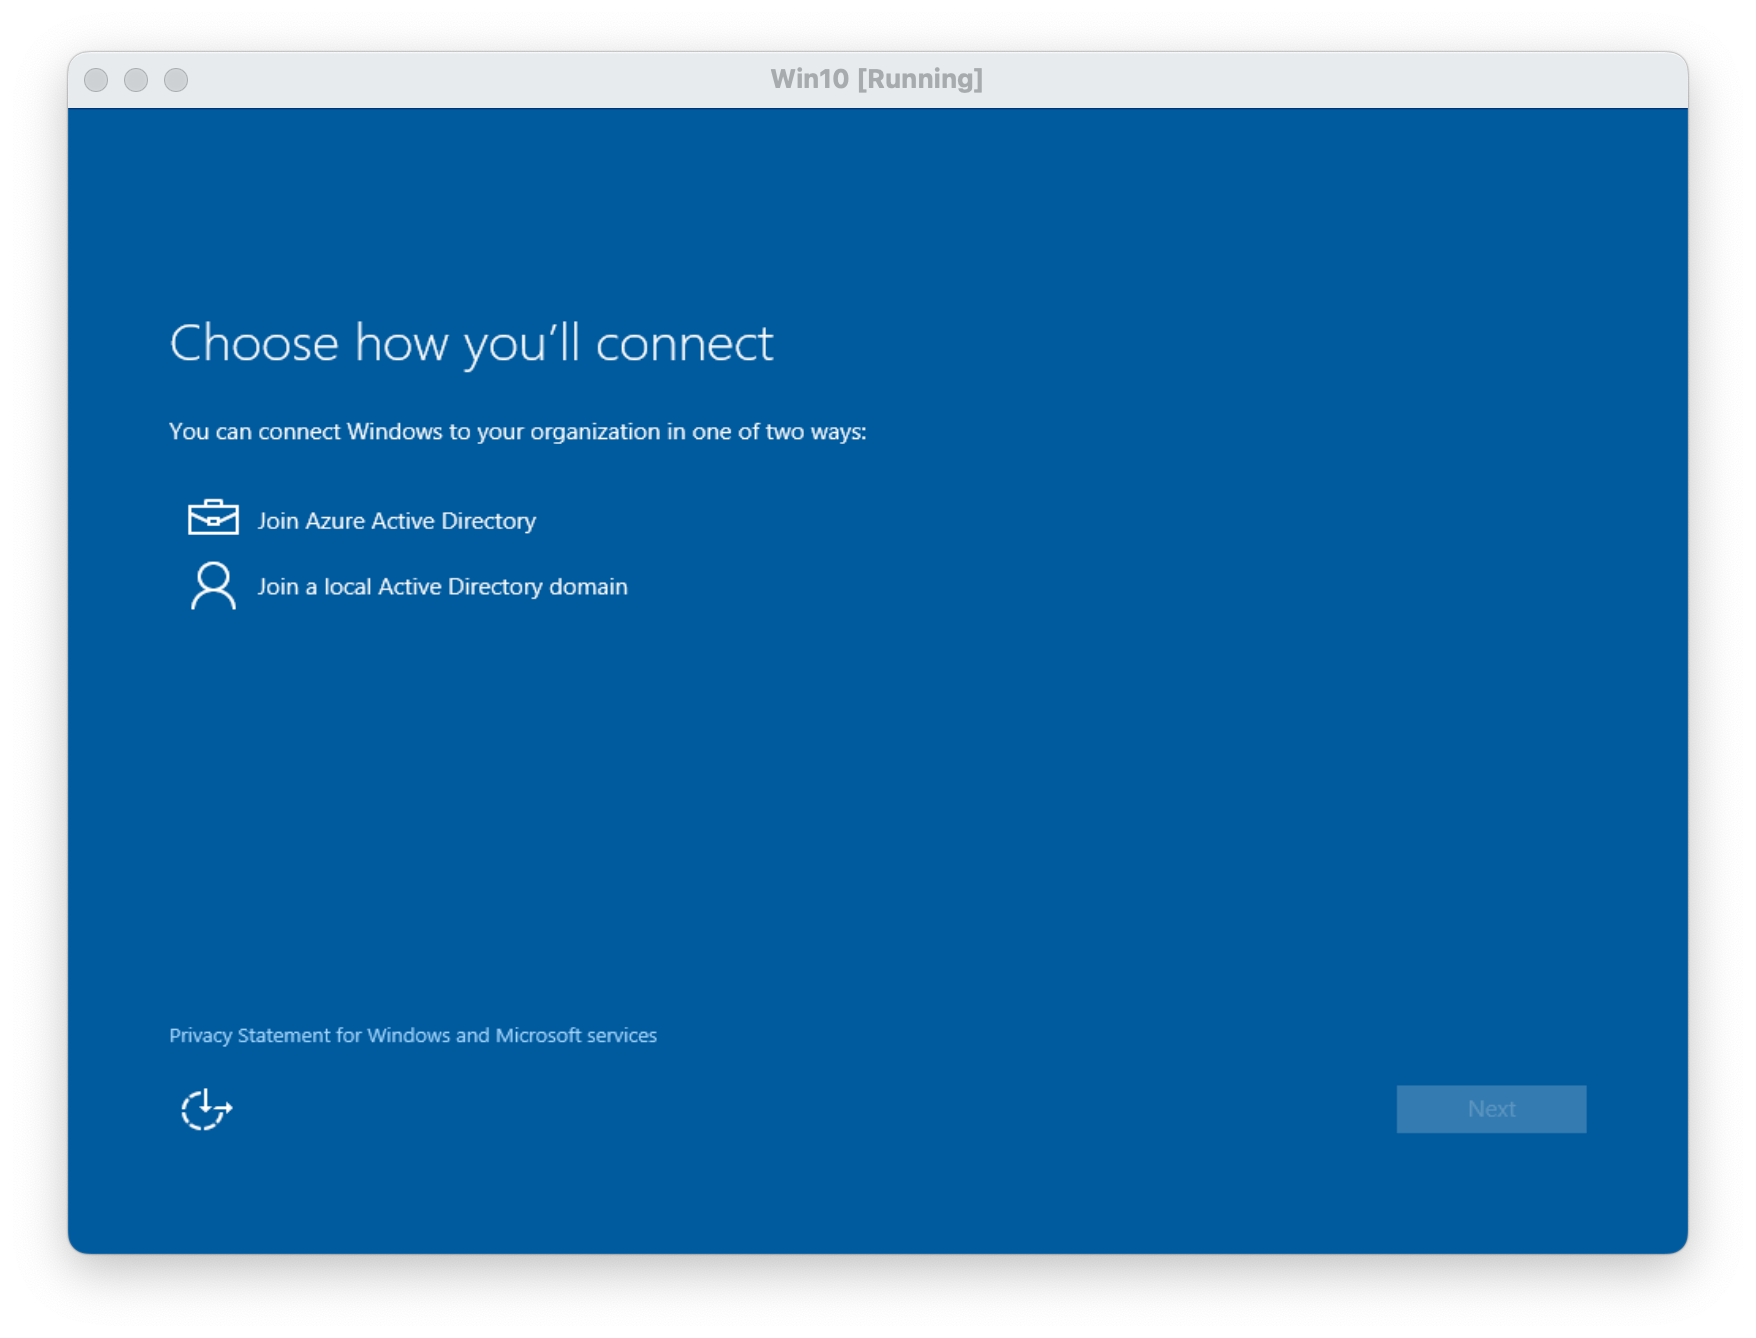 Win10 [Running]
Choose how you’ll connect
You can connect Windows to your organization in one of two ways:
Join Azure Active Directory
Join a local Active Directory domain
Privacy Statement for Windows and Microsoft services
Next